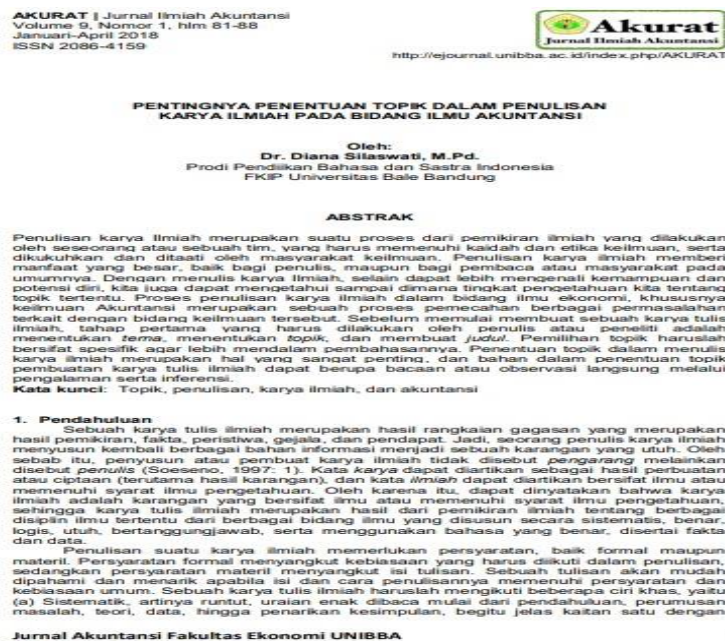 AKURAT | Jurnal Ilmiah Akuntansi
Volume 9, Nomor 1, hlm 81-88
Januari-April 2018
ISSN 2086-4159
Akurat
Jurnal Ilmiah Akuntansi
http://ejournal.unibba.ac.id/index.php/AKURAT
PENTINGNYA PENENTUAN TOPIK DALAM PENULISAN
KARYA ILMIAH PADA BIDANG ILMU AKUNTANSI
Oleh:
Dr. Diana Silaswati, M.Pd.
Prodi Pendiikan Bahasa dan Sastra Indonesia
FKIP Universitas Bale Bandung
ABSTRAK
Penulisan karya Ilmiah merupakan suatu proses dari pemikiran ilmiah yang dilakukan
oleh seseorang atau sebuah tim, yang harus memenuhi kaidah dan etika keilmuan, serta
dikukuhkan dan ditaati oleh masyarakat keilmuan. Penulisan karya ilmiah memberi
manfaat yang besar, baik bagi penulis, maupun bagi pembaca atau masyarakat pada
umumnya. Dengan menulis karya Ilmiah, selain dapat lebih mengenali kemampuan dan
potensi diri, kita juga dapat mengetahui sampai dimana tingkat pengetahuan kita tentang
topik tertentu. Proses penulisan karya ilmiah dalam bidang ilmu ekonomi, khususnya
keilmuan Akuntansi merupakan sebuah proses pemecahan berbagai permasalahan
terkait dengan bidang keilmuan tersebut. Sebelum memulai membuat sebuah karya tulis
ilmiah, tahap pertama yang harus dilakukan oleh penulis atau peneliti adalah
menentukan tema, menentukan topik, dan membuat judul. Pemilihan topik haruslah
bersifat spesifik agar lebih mendalam pembahasannya. Penentuan topik dalam menulis
karya ilmiah merupakan hal yang sangat penting, dan bahan dalam penentuan topik
pembuatan karya tulis ilmiah dapat berupa bacaan atau observasi langsung melalui
pengalaman serta inferensi.
Kata kunci: Topik, penulisan, karya ilmiah, dan akuntansi
1. Pendahuluan
Sebuah karya tulis ilmiah merupakan hasil rangkaian gagasan yang merupakan
hasil pemikiran, fakta, peristiwa, gejala, dan pendapat. Jadi, seorang penulis karya ilmiah
menyusun kembali berbagai bahan informasi menjadi sebuah karangan yang utuh. Oleh
sebab itu, penyusun atau pembuat karya ilmiah tidak disebut pengarang melainkan
disebut penulis (Soeseno, 1997: 1). Kata karya dapat diartikan sebagai hasil perbuatan
atau ciptaan (terutama hasil karangan), dan kata ilmiah dapat diartikan bersifat ilmu atau
memenuhi syarat ilmu pengetahuan. Oleh karena itu, dapat dinyatakan bahwa karya
ilmiah adalah karangan yang bersifat ilmu atau memenuhi syarat ilmu pengetahuan,
sehingga karya tulis ilmiah merupakan hasil dari pemikiran ilmiah tentang berbagai
disiplin ilmu tertentu dari berbagai bidang ilmu yang disusun secara sistematis, benar,
logis, utuh, bertanggungjawab, serta menggunakan bahasa yang benar, disertai fakta
dan data.
Penulisan suatu karya ilmiah memerlukan persyaratan, baik formal maupun
materil. Persyaratan formal menyangkut kebiasaan yang harus diikuti dalam penulisan,
sedangkan persyaratan materil menyangkut isi tulisan. Sebuah tulisan akan mudah
dipahami dan menarik apabila isi dan cara penulisannya memenuhi persyaratan dan
kebiasaan umum. Sebuah karya tulis ilmiah haruslah mengikuti beberapa ciri khas, yaitu
(a) Sistematik, artinya runtut, uraian enak dibaca mulai dari pendahuluan, perumusan
masalah, teori, data, hingga penarikan kesimpulan, begitu jelas kaitan satu dengan
Jurnal Akuntansi Fakultas Ekonomi UNIBBA